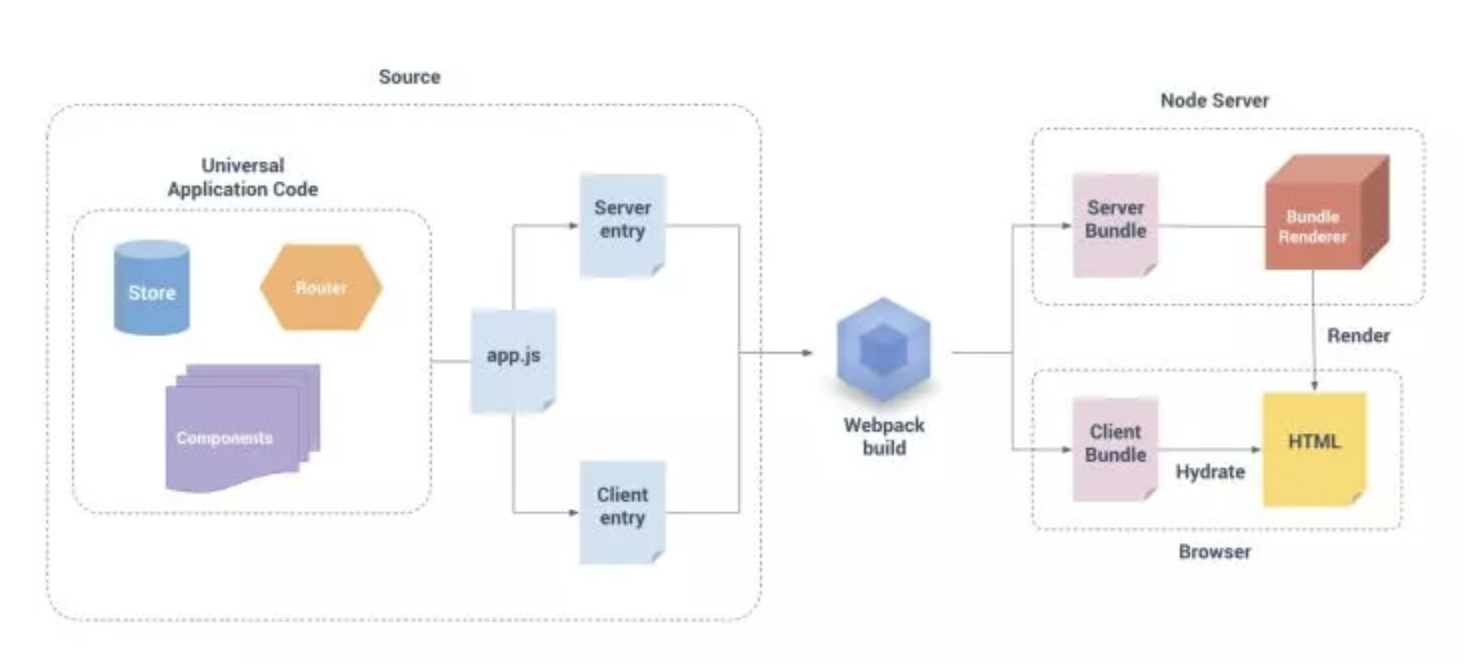 Source
Universal
Application Code
Store
Router
Components
app.js
Server
entry
Client
entry
Webpack
build
Node Server
Server
Bundle
Bundle
Renderer
Render
Client
Bundle
Hydrate
HTML
Browser